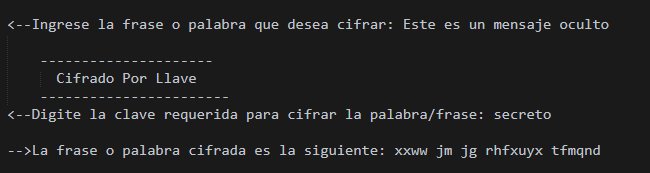 <--Ingrese la frase o palabra que desea cifrar: Este es un mensaje oculto
---------------------
Cifrado Por Llave
-----------------------
<--Digite la clave requerida para cifrar la palabra/frase: secreto
-->La frase o palabra cifrada es la siguiente: xxww jm jg rhfxuyx tfmqnd